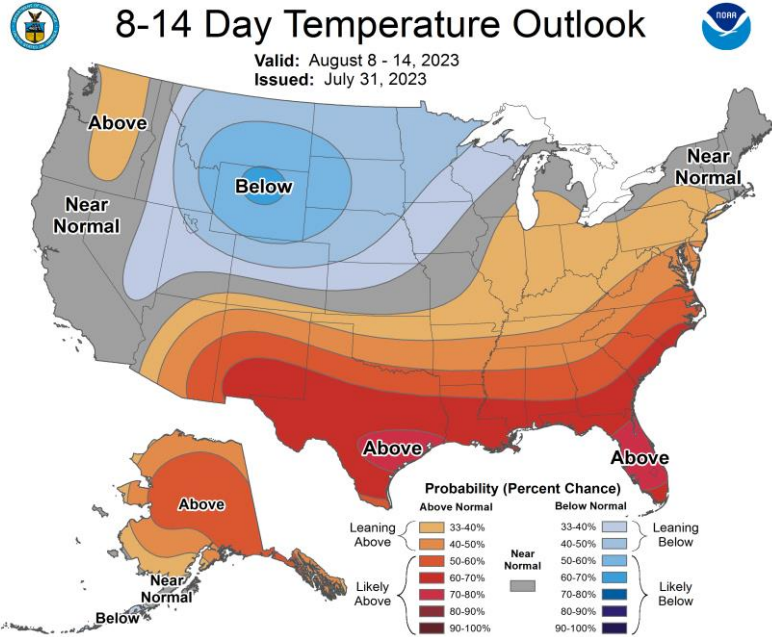 8-14 Day Temperature Outlook
NOAA
Valid: August 8 - 14, 2023
Issued: July 31, 2023
Above
Near
Normal
Below
Near
Normal
Above
Above
Above
Near
Normal
Below
Probability (Percent Chance)
Above Normal
Below Normal
Leaning
Above
33-40%
40-50%
Likely
Above
50-60%
60-70%
70-80%
80-90%
90-100%
Near
Normal
33-40%
40-50%
Leaning
Below
50-60%
60-70%
70-80%
80-90%
90-100%
Likely
Below